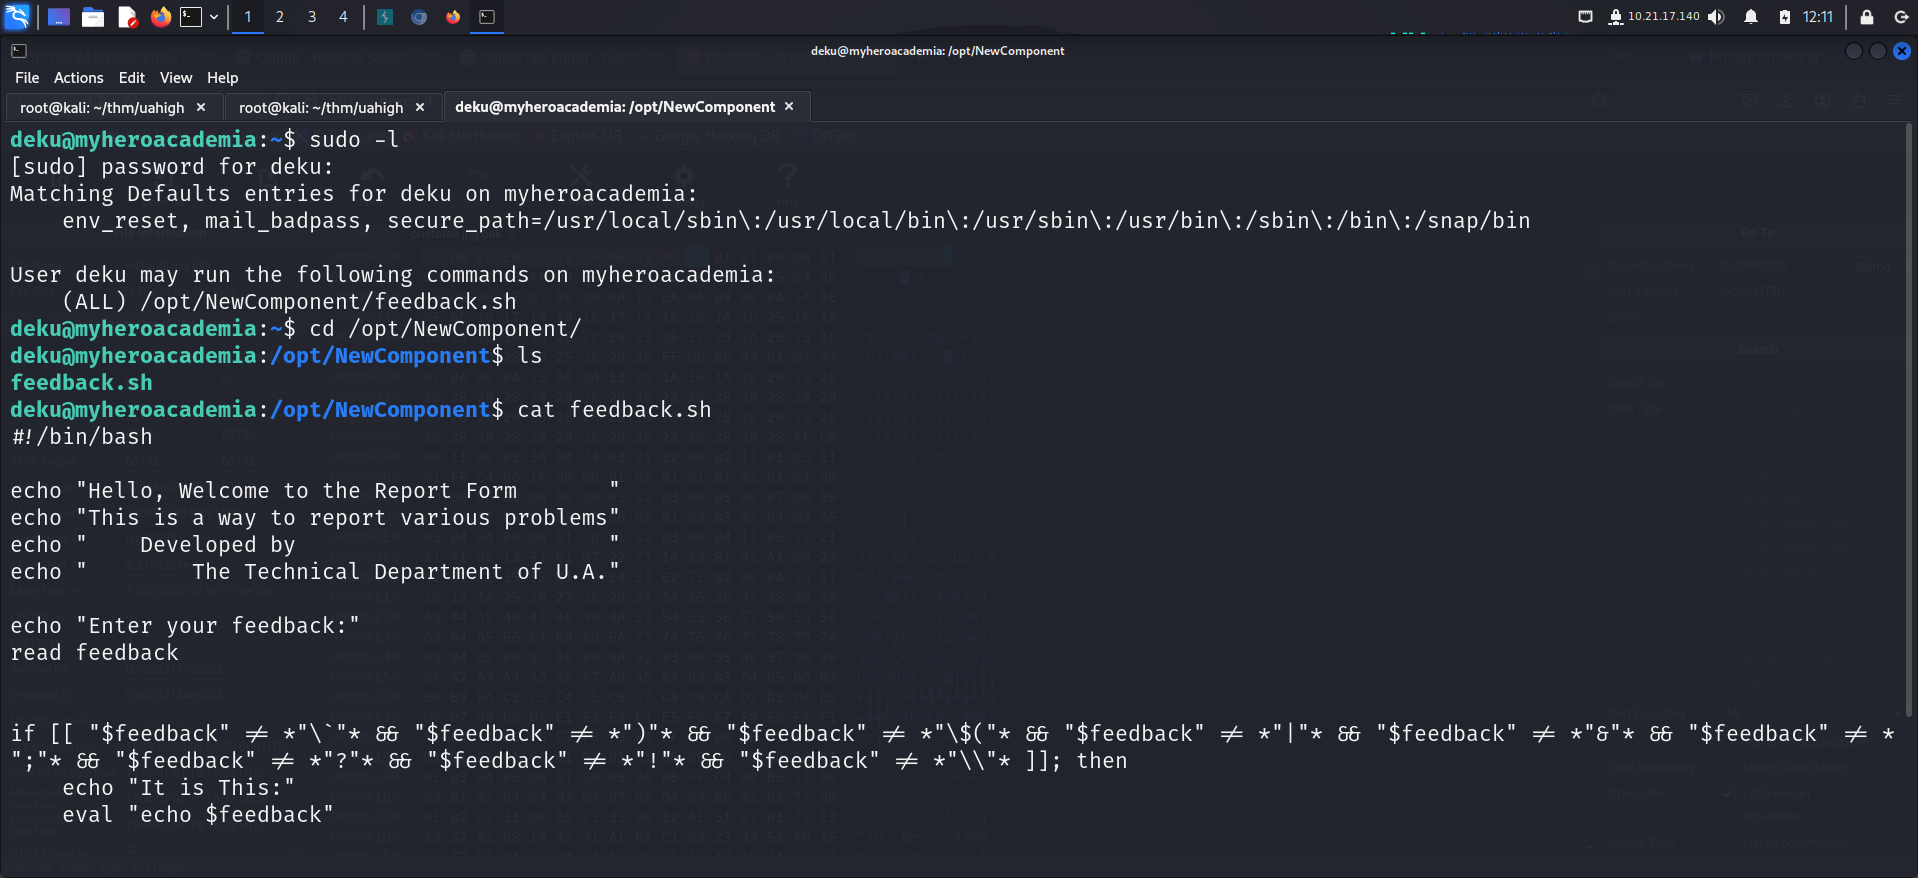 1 2 3 4 10.21.17.140 12:11
deku@myheroacademia: /opt/NewComponent
File Actions Edit View Help
root@kali: ~/thm/uahigh × root@kali: ~/thm/uahigh × deku@myheroacademia: /opt/NewComponent ×
deku@myheroacademia:~$ sudo -l
[sudo] password for deku:
Matching Defaults entries for deku on myheroacademia:
    env_reset, mail_badpass, secure_path=/usr/local/sbin\:/usr/local/bin\:/usr/sbin\:/usr/bin\:/sbin\:/bin\:/snap/bin
User deku may run the following commands on myheroacademia:
    (ALL) /opt/NewComponent/feedback.sh
deku@myheroacademia:~$ cd /opt/NewComponent/
deku@myheroacademia:/opt/NewComponent$ ls
feedback.sh
deku@myheroacademia:/opt/NewComponent$ cat feedback.sh
#!/bin/bash
echo "Hello, Welcome to the Report Form       "
echo "This is a way to report various problems"
echo "    Developed by                        "
echo "        The Technical Department of U.A."
echo "Enter your feedback:"
read feedback
if [[ "$feedback" != *"\`"* && "$feedback" != *")"* && "$feedback" != *"\$("* && "$feedback" != *"|"* && "$feedback" != *"&"* && "$feedback" != *
";"* && "$feedback" != *"?"* && "$feedback" != *"!"* && "$feedback" != *"\\"* ]]; then
    echo "It is This:"
    eval "echo $feedback"